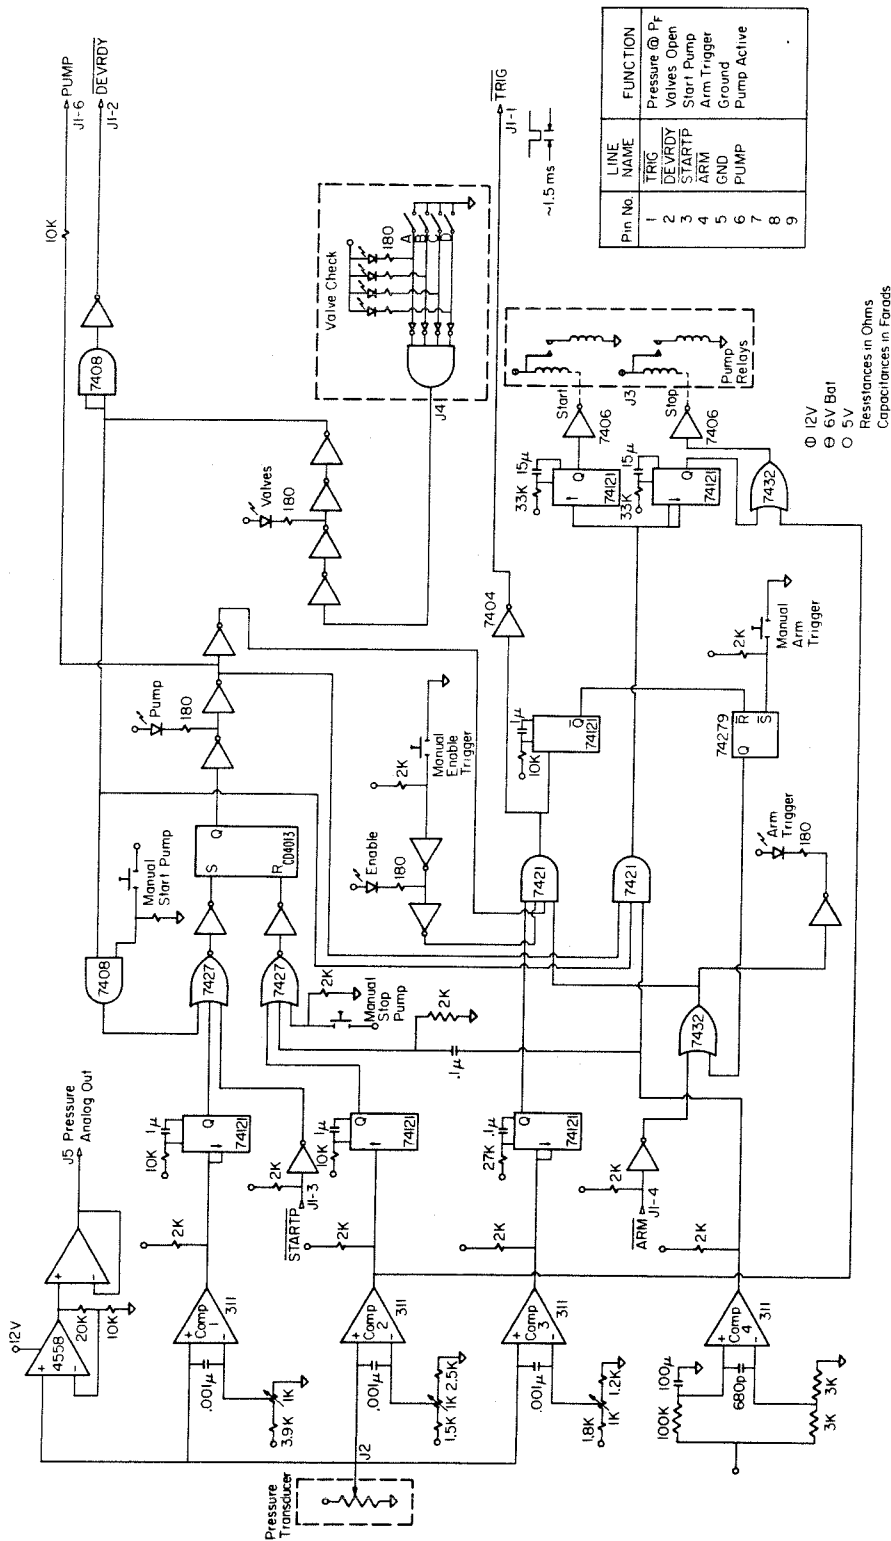 PUMP
J1-6
DEVRDY
J1-2
10K
7408
Valve Check
180
A
B
C
D
J4
TRIG
J1-1
~1.5 ms
Pin No.
LINE NAME
FUNCTION
1 TRIG Pressure @ PF
2 DEVRDY Valves Open
3 STARTP Start Pump
4 ARM Arm Trigger
5 GND Ground
6 PUMP Pump Active
7
8
9
Valves
180
Start
J3
Stop
Pump
Relays
7406
7406
15μ
33K
Q
74121
15μ
33K
Q
74121
7432
12V
6V Bat
5V
Resistances in Ohms
Capacitances in Farads
Pump
180
7404
2K
Manual
Enable
Trigger
Enable
180
1μ
10K
Q
74121
2K
Manual
Arm
Trigger
74279
R
Q
S
Arm
Trigger
180
Manual
Start Pump
7408
S
Q
R
CD4013
7427
7427
2K
Manual
Stop
Pump
2K
.1μ
7421
7421
7432
J5 Pressure
Analog Out
12V
4558
+
-
+
-
20K
10K
10K
1μ
Q
74121
2K
2K
STARTP
J1-3
10K
1μ
Q
74121
2K
27K
1μ
Q
74121
2K
2K
ARM
J1-4
2K
+
-
Comp
1
311
.001μ
3.9K
1K
+
-
Comp
2
311
.001μ
1.5K
1K
2.5K
+
-
Comp
3
311
.001μ
1.8K
1K
1.2K
+
-
Comp
4
311
100K
100μ
680p
3K
3K
J2
Pressure
Transducer